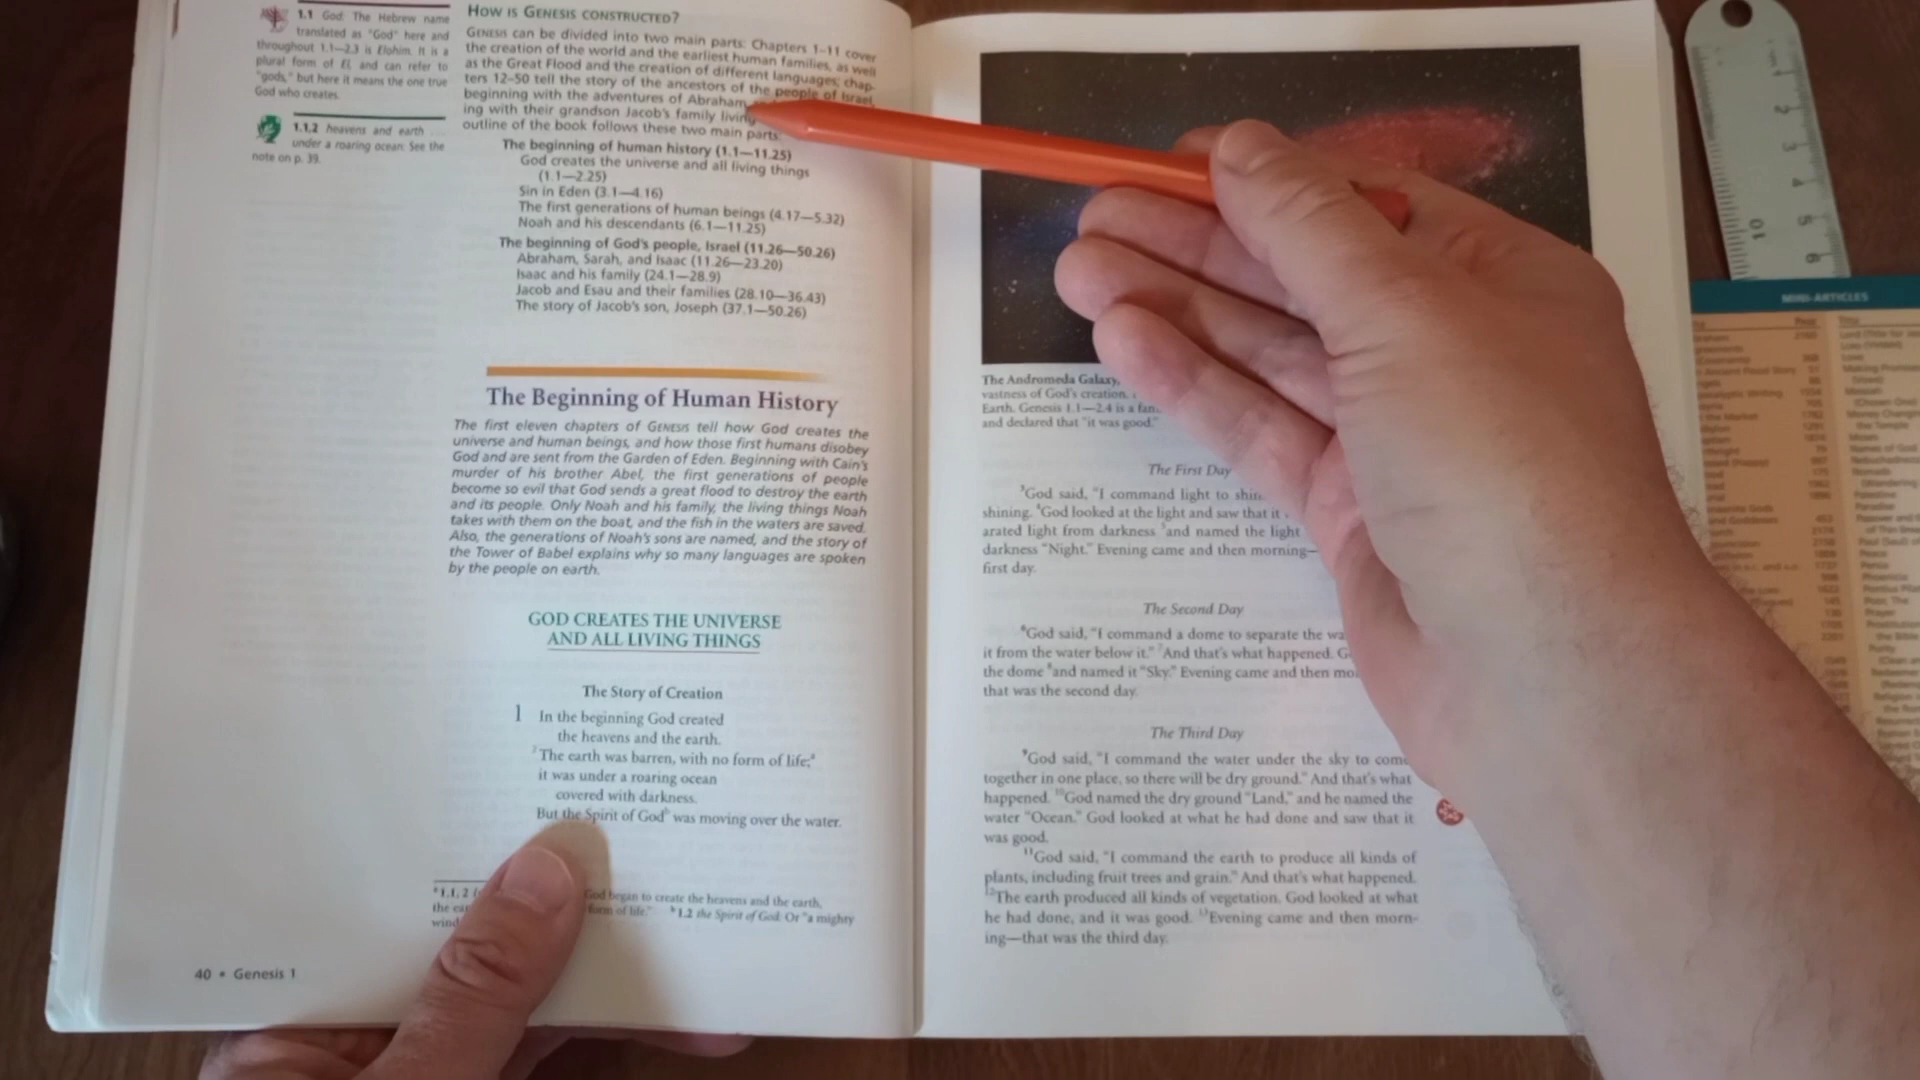 1.1 God: The Hebrew name
translated as "God" here and
throughout 1.1—2.3 is Elohim. It is a
plural form of El, and can refer to
"gods," but here it means the one true
God who creates.
1.1,2 heavens and earth . . .
under a roaring ocean: See the
note on p. 39.
HOW IS GENESIS CONSTRUCTED?
GENESIS can be divided into two main parts: Chapters 1–11 cover
the creation of the world and the earliest human families, as well
as the Great Flood and the creation of different languages; chap-
ters 12–50 tell the story of the ancestors of the people of Israel,
beginning with the adventures of Abraham
ing with their grandson Jacob's family living
outline of the book follows these two main parts:
The beginning of human history (1.1—11.25)
God creates the universe and all living things
(1.1—2.25)
Sin in Eden (3.1—4.16)
The first generations of human beings (4.17—5.32)
Noah and his descendants (6.1—11.25)
The beginning of God's people, Israel (11.26—50.26)
Abraham, Sarah, and Isaac (11.26—23.20)
Isaac and his family (24.1—28.9)
Jacob and Esau and their families (28.10—36.43)
The story of Jacob's son, Joseph (37.1—50.26)
The Beginning of Human History
The first eleven chapters of GENESIS tell how God creates the
universe and human beings, and how those first humans disobey
God and are sent from the Garden of Eden. Beginning with Cain's
murder of his brother Abel, the first generations of people
become so evil that God sends a great flood to destroy the earth
and its people. Only Noah and his family, the living things Noah
takes with them on the boat, and the fish in the waters are saved.
Also, the generations of Noah's sons are named, and the story of
the Tower of Babel explains why so many languages are spoken
by the people on earth.
GOD CREATES THE UNIVERSE
AND ALL LIVING THINGS
The Story of Creation
1 In the beginning God created
the heavens and the earth.
2 The earth was barren, with no form of life;a
it was under a roaring ocean
covered with darkness.
But the Spirit of Godb was moving over the water.
a 1.1, 2 God began to create the heavens and the earth,
the form of life." b 1.2 the Spirit of God: Or "a mighty
wind
40 • Genesis 1
The Andromeda Galaxy,
vastness of God's creation.
Earth. Genesis 1.1—2.4 is a
and declared that "it was good."
The First Day
3 God said, "I command light to
shining. 4 God looked at the light and saw that it
arated light from darkness 5 and named the light
darkness "Night." Evening came and then morning—
first day.
The Second Day
6 God said, "I command a dome to separate the
it from the water below it." 7 And that's what happened.
the dome 8 and named it "Sky." Evening came and then
that was the second day.
The Third Day
9 God said, "I command the water under the sky to come
together in one place, so there will be dry ground." And that's what
happened. 10 God named the dry ground "Land," and he named the
water "Ocean." God looked at what he had done and saw that it
was good.
11 God said, "I command the earth to produce all kinds of
plants, including fruit trees and grain." And that's what happened.
12 The earth produced all kinds of vegetation. God looked at what
he had done, and it was good. 13 Evening came and then morn-
ing—that was the third day.
1
2
3
4
5
6
10
MINI-ARTICLES